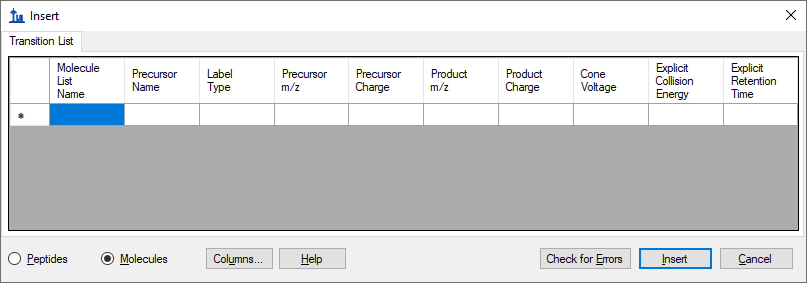 Insert
Transition List
Molecule
List
Name
Precursor
Name
Label
Type
Precursor
m/z
Precursor
Charge
Product
m/z
Product
Charge
Cone
Voltage
Explicit
Collision
Energy
Explicit
Retention
Time
*
Peptides
Molecules
Columns...
Help
Check for Errors
Insert
Cancel